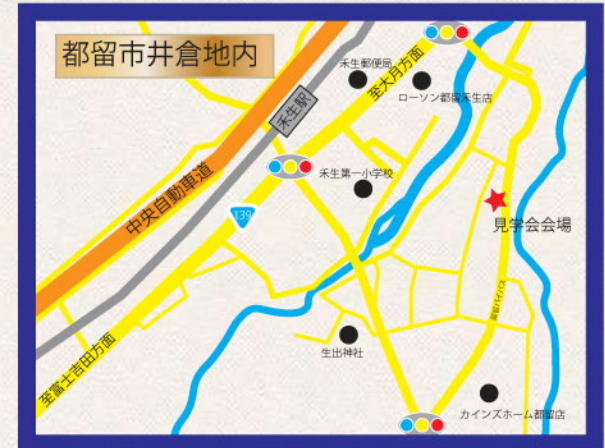 都留市井倉地内
禾生郵便局
至大月方面
ローソン都留禾生店
禾生駅
禾生第一小学校
中央自動車道
139
見学会会場
都留バイパス
生出神社
至富士吉田方面
カインズホーム都留店